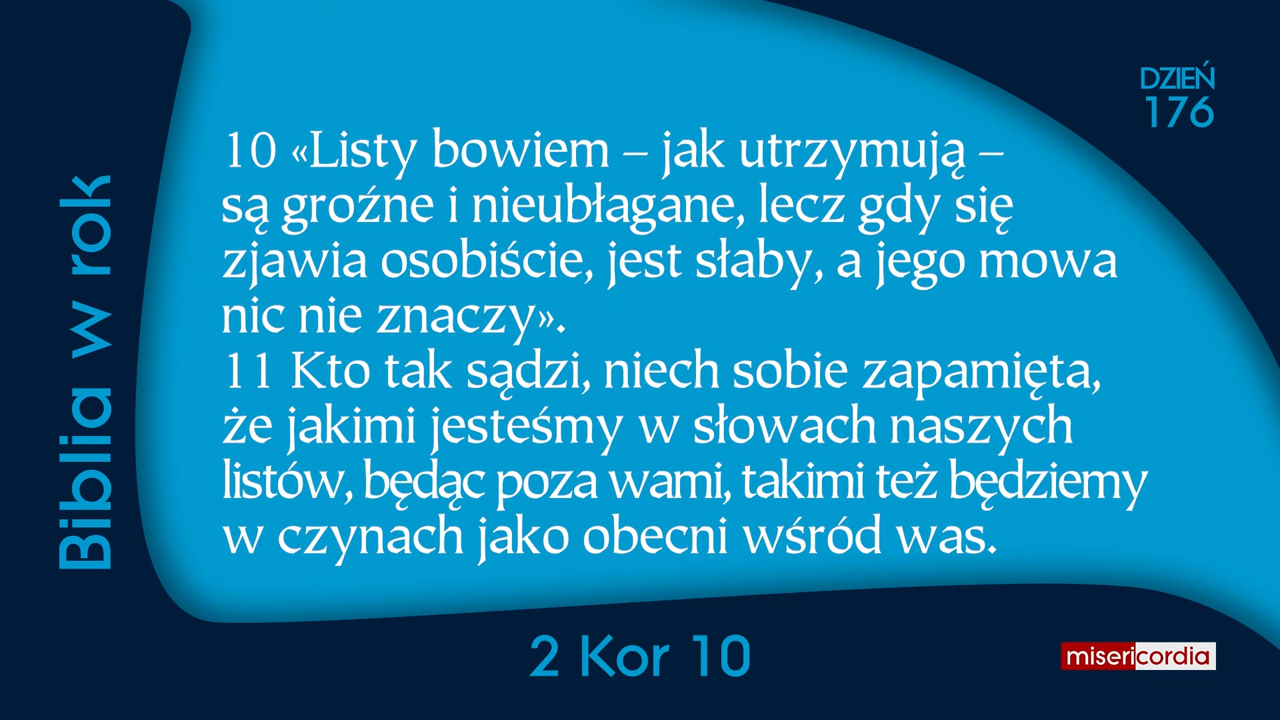 DZIEŃ
176
10 «Listy bowiem – jak utrzymują –
są groźne i nieubłagane, lecz gdy się
zjawia osobiście, jest słaby, a jego mowa
nic nie znaczy».
11 Kto tak sądzi, niech sobie zapamięta,
że jakimi jesteśmy w słowach naszych
listów, będąc poza wami, takimi też będziemy
w czynach jako obecni wśród was.
Biblia w rok
2 Kor 10
misericordia